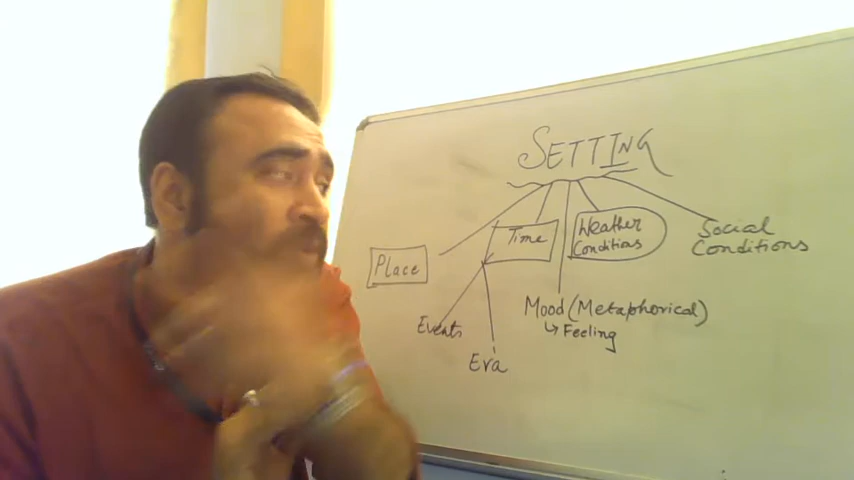 SETTING
Place
Time
Weather
Conditions
Social
Conditions
Events
Era
Mood (Metaphorical)
↳ Feeling